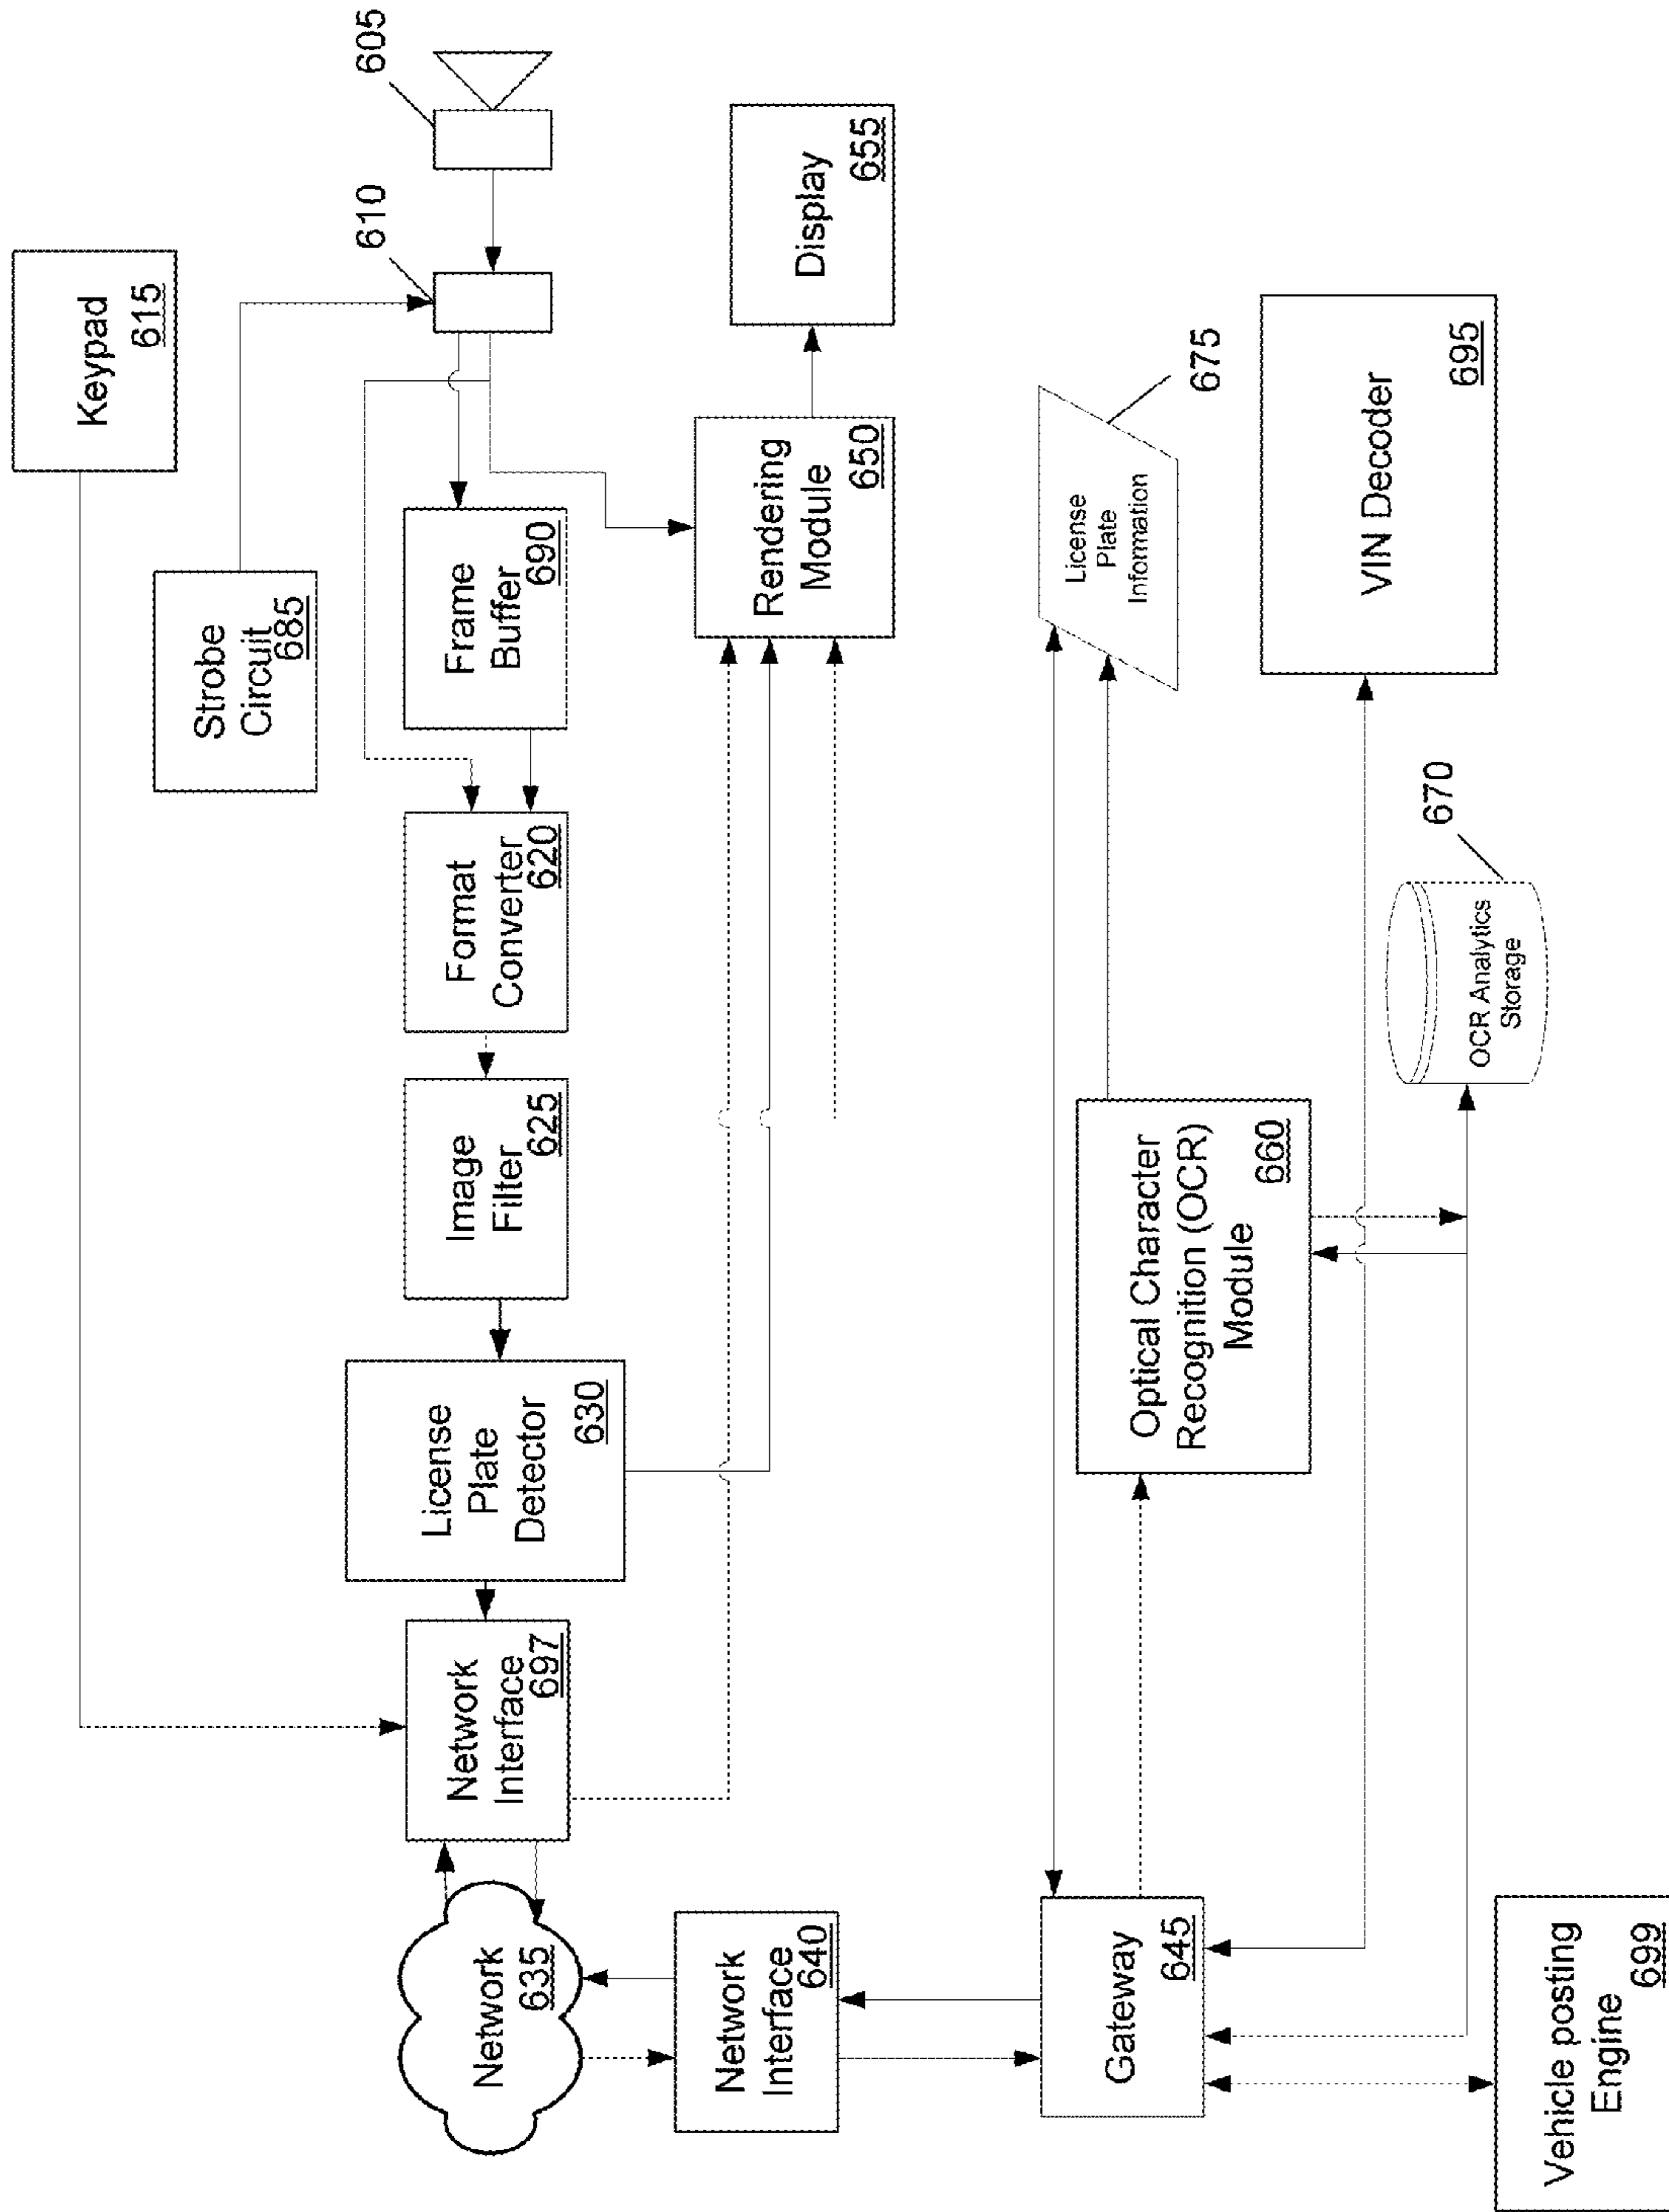 Keypad
615
Strobe
Circuit
685
605
610
Network
635
Network
Interface
697
License
Plate
Detector
630
Image
Filter
625
Format
Converter
620
Frame
Buffer
690
Network
Interface
640
Rendering
Module
650
Display
655
Gateway
645
Optical Character
Recognition (OCR)
Module
660
License
Plate
Information
675
VIN Decoder
695
OCR Analytics
Storage
670
Vehicle posting
Engine
699